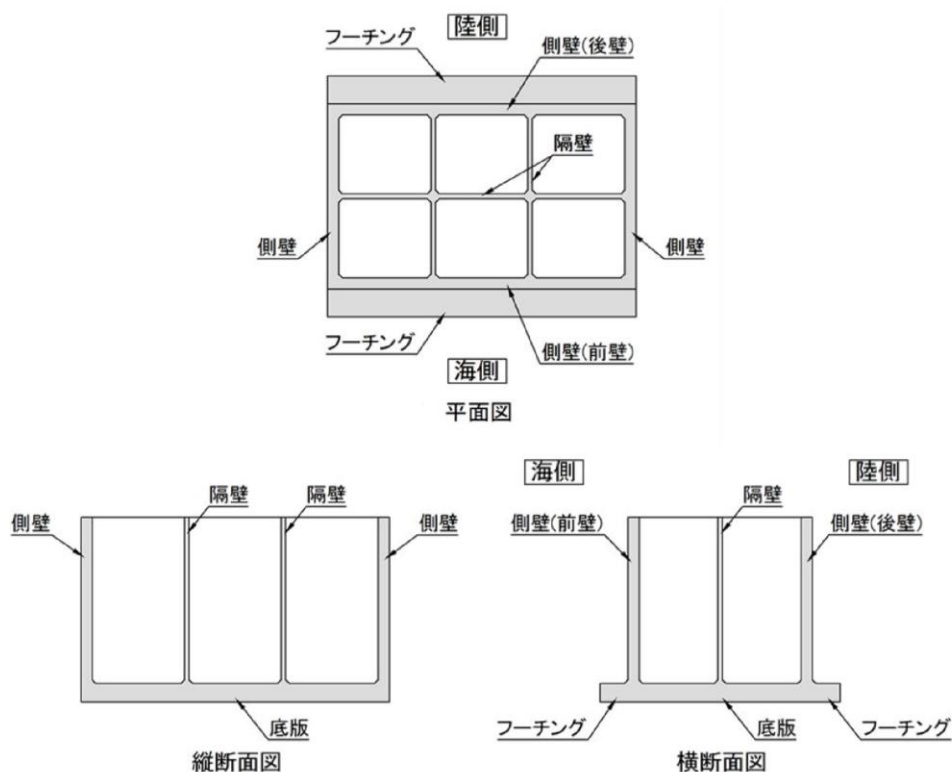 陸側
フーチング
側壁(後壁)
隔壁
側壁
側壁
フーチング
側壁(前壁)
海側
平面図
海側
陸側
側壁
隔壁
隔壁
側壁
側壁(前壁)
隔壁
側壁(後壁)
底版
フーチング
底版
フーチング
縦断面図
横断面図